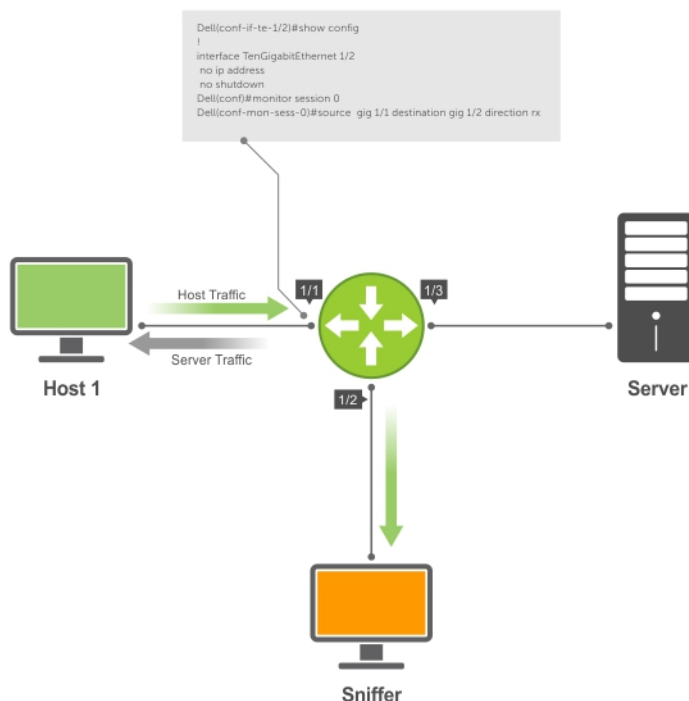 Dell(conf-if-te-1/2)#show config
!
interface TenGigabitEthernet 1/2
no ip address
no shutdown
Dell(conf)#monitor session 0
Dell(conf-mon-sess-0)#source gig 1/1 destination gig 1/2 direction rx
Host Traffic
1/1
1/3
Server Traffic
Host 1
Server
1/2
Sniffer